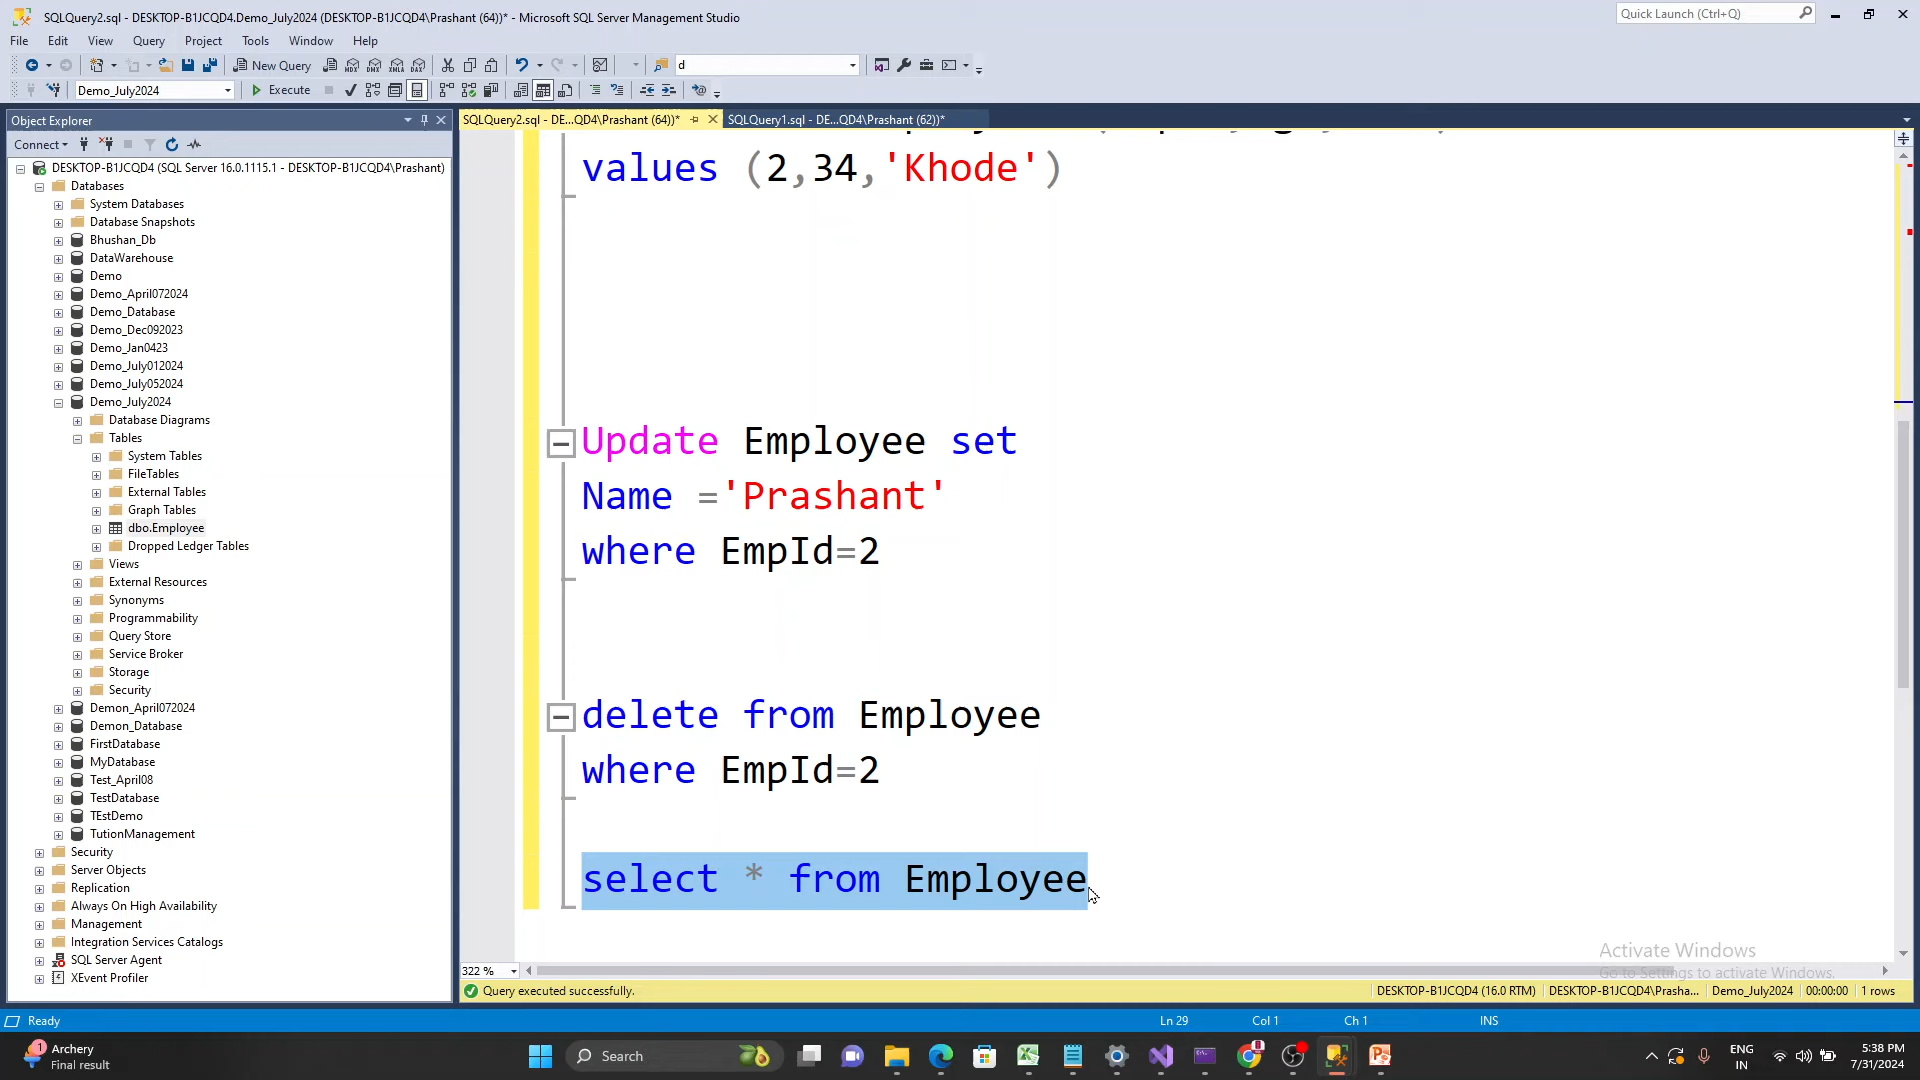 SQLQuery2.sql - DESKTOP-B1JCQD4.Demo_July2024 (DESKTOP-B1JCQD4\Prashant (64))* - Microsoft SQL Server Management Studio
Quick Launch (Ctrl+Q)
File Edit View Query Project Tools Window Help
New Query
d
Demo_July2024
Execute
Object Explorer
SQLQuery2.sql - DE...QD4\Prashant (64))*
SQLQuery1.sql - DE...QD4\Prashant (62))*
Connect
DESKTOP-B1JCQD4 (SQL Server 16.0.1115.1 - DESKTOP-B1JCQD4\Prashant)
Databases
System Databases
Database Snapshots
Bhushan_Db
DataWarehouse
Demo
Demo_April072024
Demo_Database
Demo_Dec092023
Demo_Jan0423
Demo_July012024
Demo_July052024
Demo_July2024
Database Diagrams
Tables
System Tables
FileTables
External Tables
Graph Tables
dbo.Employee
Dropped Ledger Tables
Views
External Resources
Synonyms
Programmability
Query Store
Service Broker
Storage
Security
Demon_April072024
Demon_Database
FirstDatabase
MyDatabase
Test_April08
TestDatabase
TEstDemo
TutionManagement
Security
Server Objects
Replication
Always On High Availability
Management
Integration Services Catalogs
SQL Server Agent
XEvent Profiler
values (2,34,'Khode')
Update Employee set
Name ='Prashant'
where EmpId=2
delete from Employee
where EmpId=2
select * from Employee
Activate Windows
Go to Settings to activate Windows.
322 %
Query executed successfully.
DESKTOP-B1JCQD4 (16.0 RTM)
DESKTOP-B1JCQD4\Prasha...
Demo_July2024
00:00:00
1 rows
Ready
Ln 29
Col 1
Ch 1
INS
1
Archery
Final result
Search
ENG
IN
5:38 PM
7/31/2024